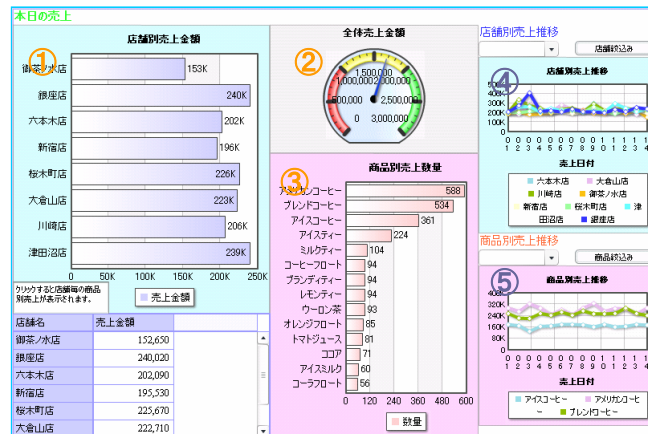 本日の売上
①
店舗別売上金額
御茶ノ水店
153K
銀座店
240K
六本木店
202K
新宿店
196K
桜木町店
226K
大倉山店
223K
川崎店
206K
津田沼店
239K
0 50K 100K 150K 200K 250K
クリックすると店舗毎の商品
別売上が表示されます。
売上金額
店舗名 売上金額
御茶ノ水店 152,650
銀座店 240,020
六本木店 202,090
新宿店 195,530
桜木町店 225,670
大倉山店 222,710
②
全体売上金額
0
500,000
1,000,000
1,500,000
2,000,000
2,500,000
3,000,000
③
商品別売上数量
アメリカンコーヒー 588
ブレンドコーヒー 534
アイスコーヒー 361
アイスティー 224
ミルクティー 104
コーヒーフロート 94
ブランディティー 94
レモンティー 94
ウーロン茶 93
オレンジフロート 85
トマトジュース 81
ココア 71
アイスミルク 60
コーラフロート 56
0 120 240 360 480 600
数量
店舗別売上推移
店舗絞込み
④
店舗別売上推移
500K
400K
300K
200K
100K
0K
売上日付
六本木店 大倉山店
川崎店 御茶ノ水店
新宿店 桜木町店 津
田沼店 銀座店
商品別売上推移
商品絞込み
⑤
商品別売上推移
400K
320K
240K
160K
80K
0K
売上日付
アイスコーヒー アメリカンコーヒ
ー ブレンドコーヒー